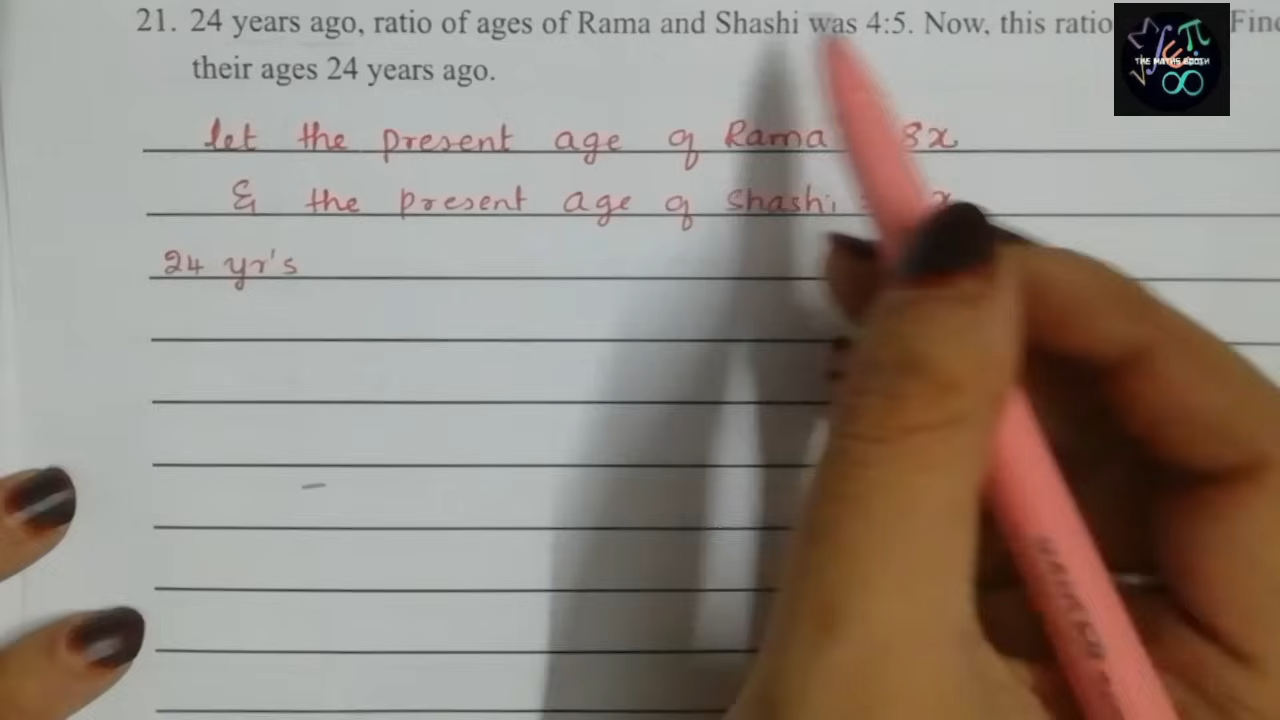 21. 24 years ago, ratio of ages of Rama and Shashi was 4:5. Now, this ratio
their ages 24 years ago.
let the present age of Rama 8x
& the present age of Shashi x
24 yr's
THE MATHS BOOTH